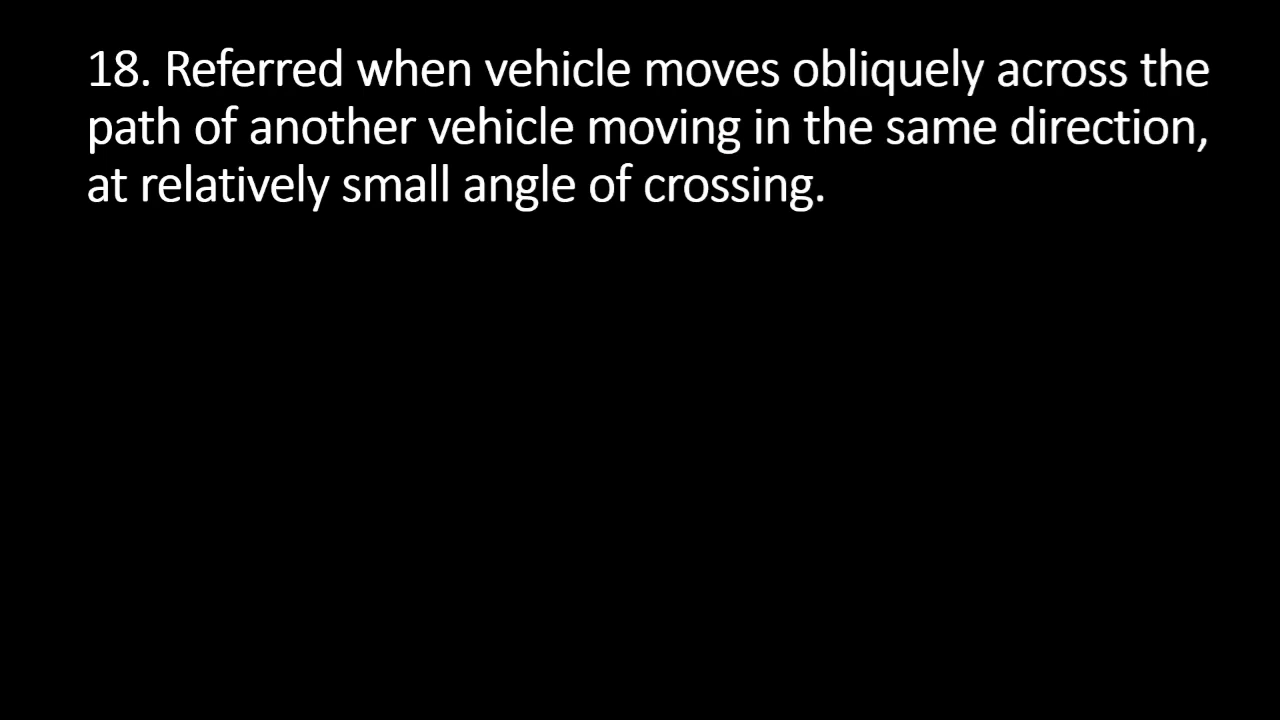 18. Referred when vehicle moves obliquely across the
path of another vehicle moving in the same direction,
at relatively small angle of crossing.